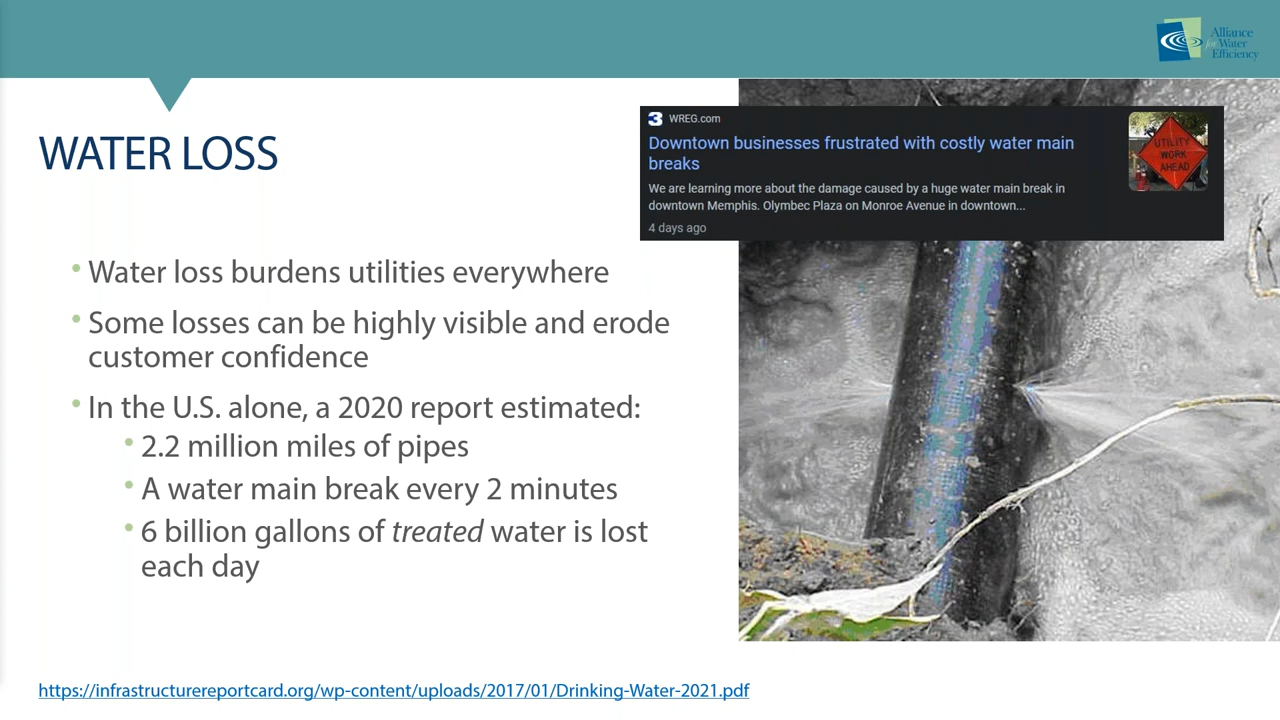 Alliance
for Water
Efficiency
WATER LOSS
WREG.com
Downtown businesses frustrated with costly water main
breaks
We are learning more about the damage caused by a huge water main break in
downtown Memphis. Olymbec Plaza on Monroe Avenue in downtown...
4 days ago
UTILITY
WORK
AHEAD
• Water loss burdens utilities everywhere
• Some losses can be highly visible and erode
customer confidence
• In the U.S. alone, a 2020 report estimated:
• 2.2 million miles of pipes
• A water main break every 2 minutes
• 6 billion gallons of treated water is lost
each day
https://infrastructurereportcard.org/wp-content/uploads/2017/01/Drinking-Water-2021.pdf